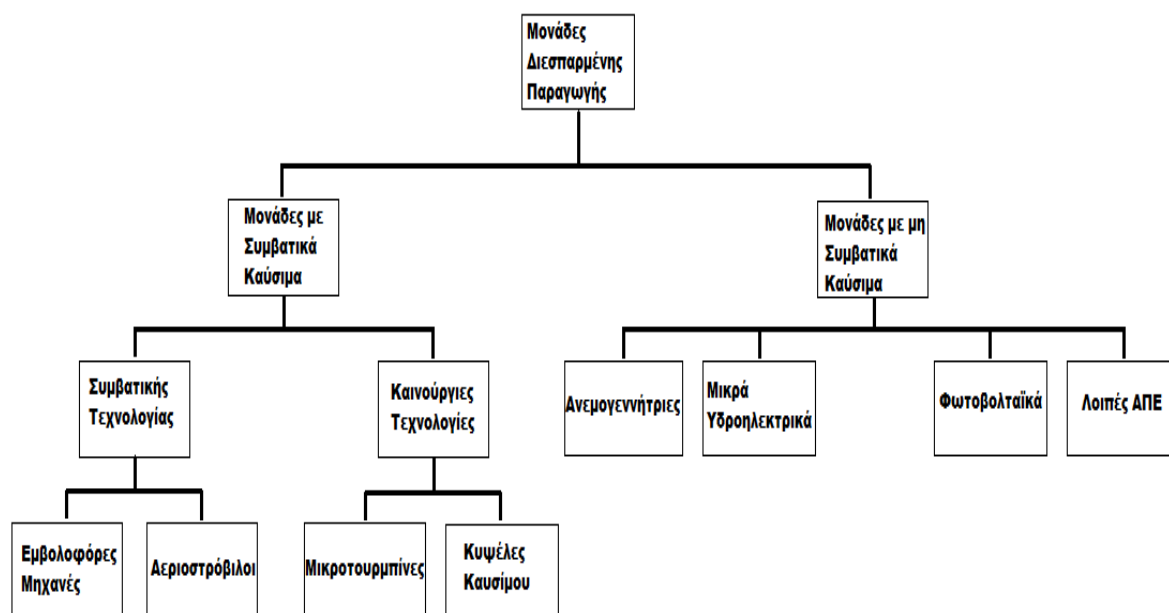 Μονάδες
Διεσπαρμένης
Παραγωγής
Μονάδες με
Συμβατικά
Καύσιμα
Μονάδες με μη
Συμβατικά
Καύσιμα
Συμβατικής
Τεχνολογίας
Καινούργιες
Τεχνολογίες
Ανεμογεννήτριες
Μικρά
Υδροηλεκτρικά
Φωτοβολταϊκά
Λοιπές ΑΠΕ
Εμβολοφόρες
Μηχανές
Αεριοστρόβιλοι
Μικροτουρμπίνες
Κυψέλες
Καυσίμου